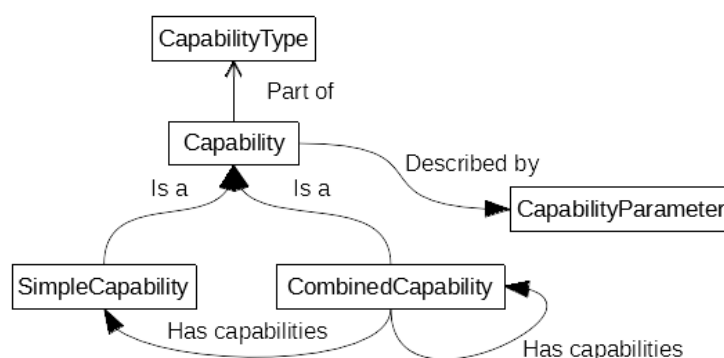 CapabilityType
Part of
Capability
Described by
Is a
Is a
CapabilityParameter
SimpleCapability
CombinedCapability
Has capabilities
Has capabilities